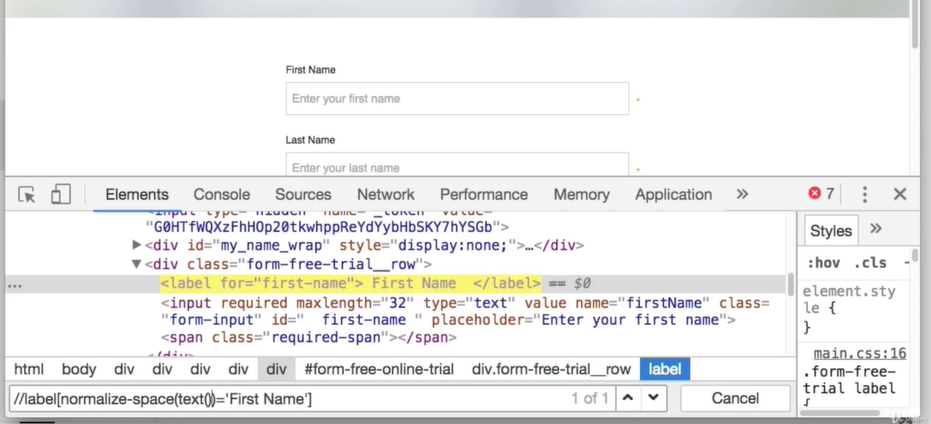 First Name
Enter your first name
Last Name
Enter your last name
Elements Console Sources Network Performance Memory Application » 7
<input type="hidden" name="_token" value=
"G0HTfWQXzFhHOp20tkwhppReYdYybHbSKY7hYSGb">
<div id="my_name_wrap" style="display:none;">…</div>
<div class="form-free-trial__row">
<label for="first-name"> First Name  </label> == $0
<input required maxlength="32" type="text" value name="firstName" class=
"form-input" id="  first-name " placeholder="Enter your first name">
<span class="required-span"></span>
</div>
Styles »
:hov .cls
element.sty
le {
}
main.css:16
.form-free-
trial label
{
html body div div div div div #form-free-online-trial div.form-free-trial__row label
//label[normalize-space(text())='First Name'] 1 of 1 Cancel